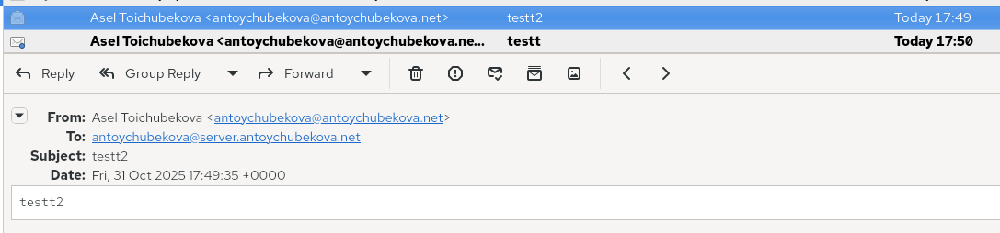 Asel Toichubekova <antoychubekova@antoychubekova.net> testt2 Today 17:49
Asel Toichubekova <antoychubekova@antoychubekova.ne... testt Today 17:50
Reply Group Reply Forward
From: Asel Toichubekova <antoychubekova@antoychubekova.net>
To: antoychubekova@server.antoychubekova.net
Subject: testt2
Date: Fri, 31 Oct 2025 17:49:35 +0000
testt2